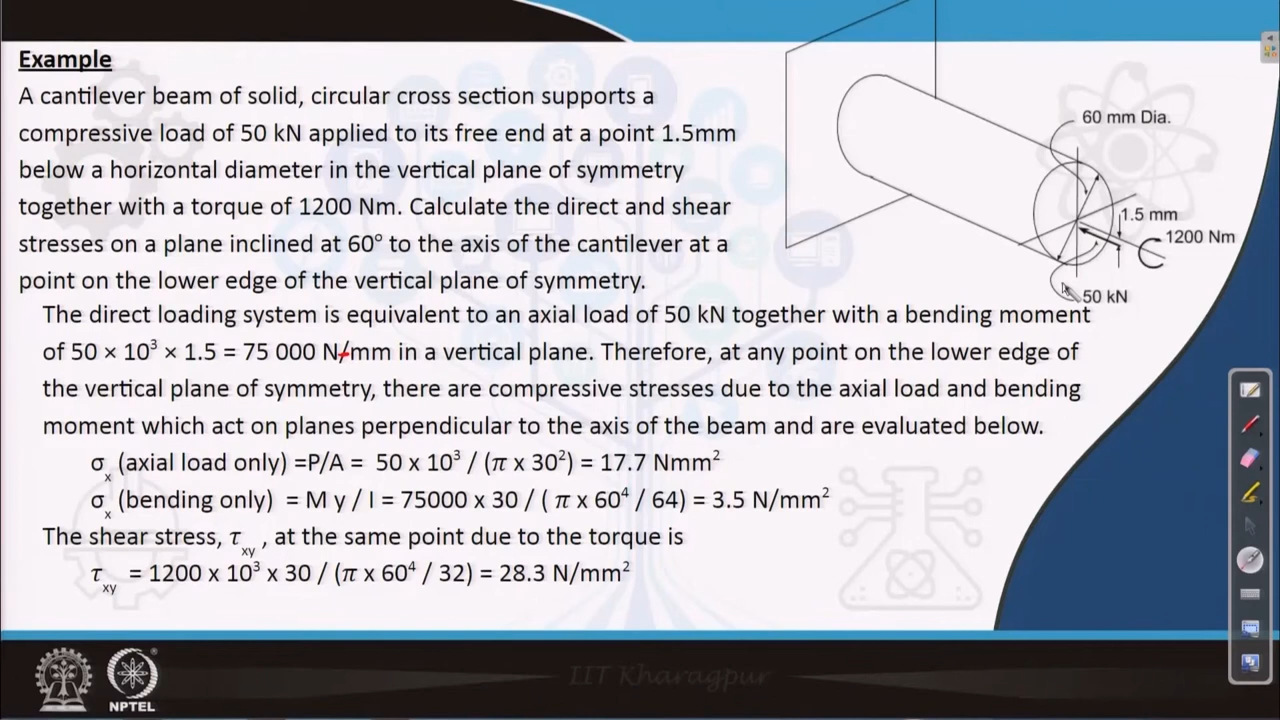 Example
A cantilever beam of solid, circular cross section supports a
compressive load of 50 kN applied to its free end at a point 1.5mm
below a horizontal diameter in the vertical plane of symmetry
together with a torque of 1200 Nm. Calculate the direct and shear
stresses on a plane inclined at 60° to the axis of the cantilever at a
point on the lower edge of the vertical plane of symmetry.
60 mm Dia.
1.5 mm
1200 Nm
50 kN
The direct loading system is equivalent to an axial load of 50 kN together with a bending moment
of 50 × 10³ × 1.5 = 75 000 N/mm in a vertical plane. Therefore, at any point on the lower edge of
the vertical plane of symmetry, there are compressive stresses due to the axial load and bending
moment which act on planes perpendicular to the axis of the beam and are evaluated below.
σₓ (axial load only) =P/A = 50 x 10³ / (π x 30²) = 17.7 Nmm²
σₓ (bending only) = M y / I = 75000 x 30 / ( π x 60⁴ / 64) = 3.5 N/mm²
The shear stress, τxy , at the same point due to the torque is
τxy = 1200 x 10³ x 30 / (π x 60⁴ / 32) = 28.3 N/mm²
IIT Kharagpur
NPTEL